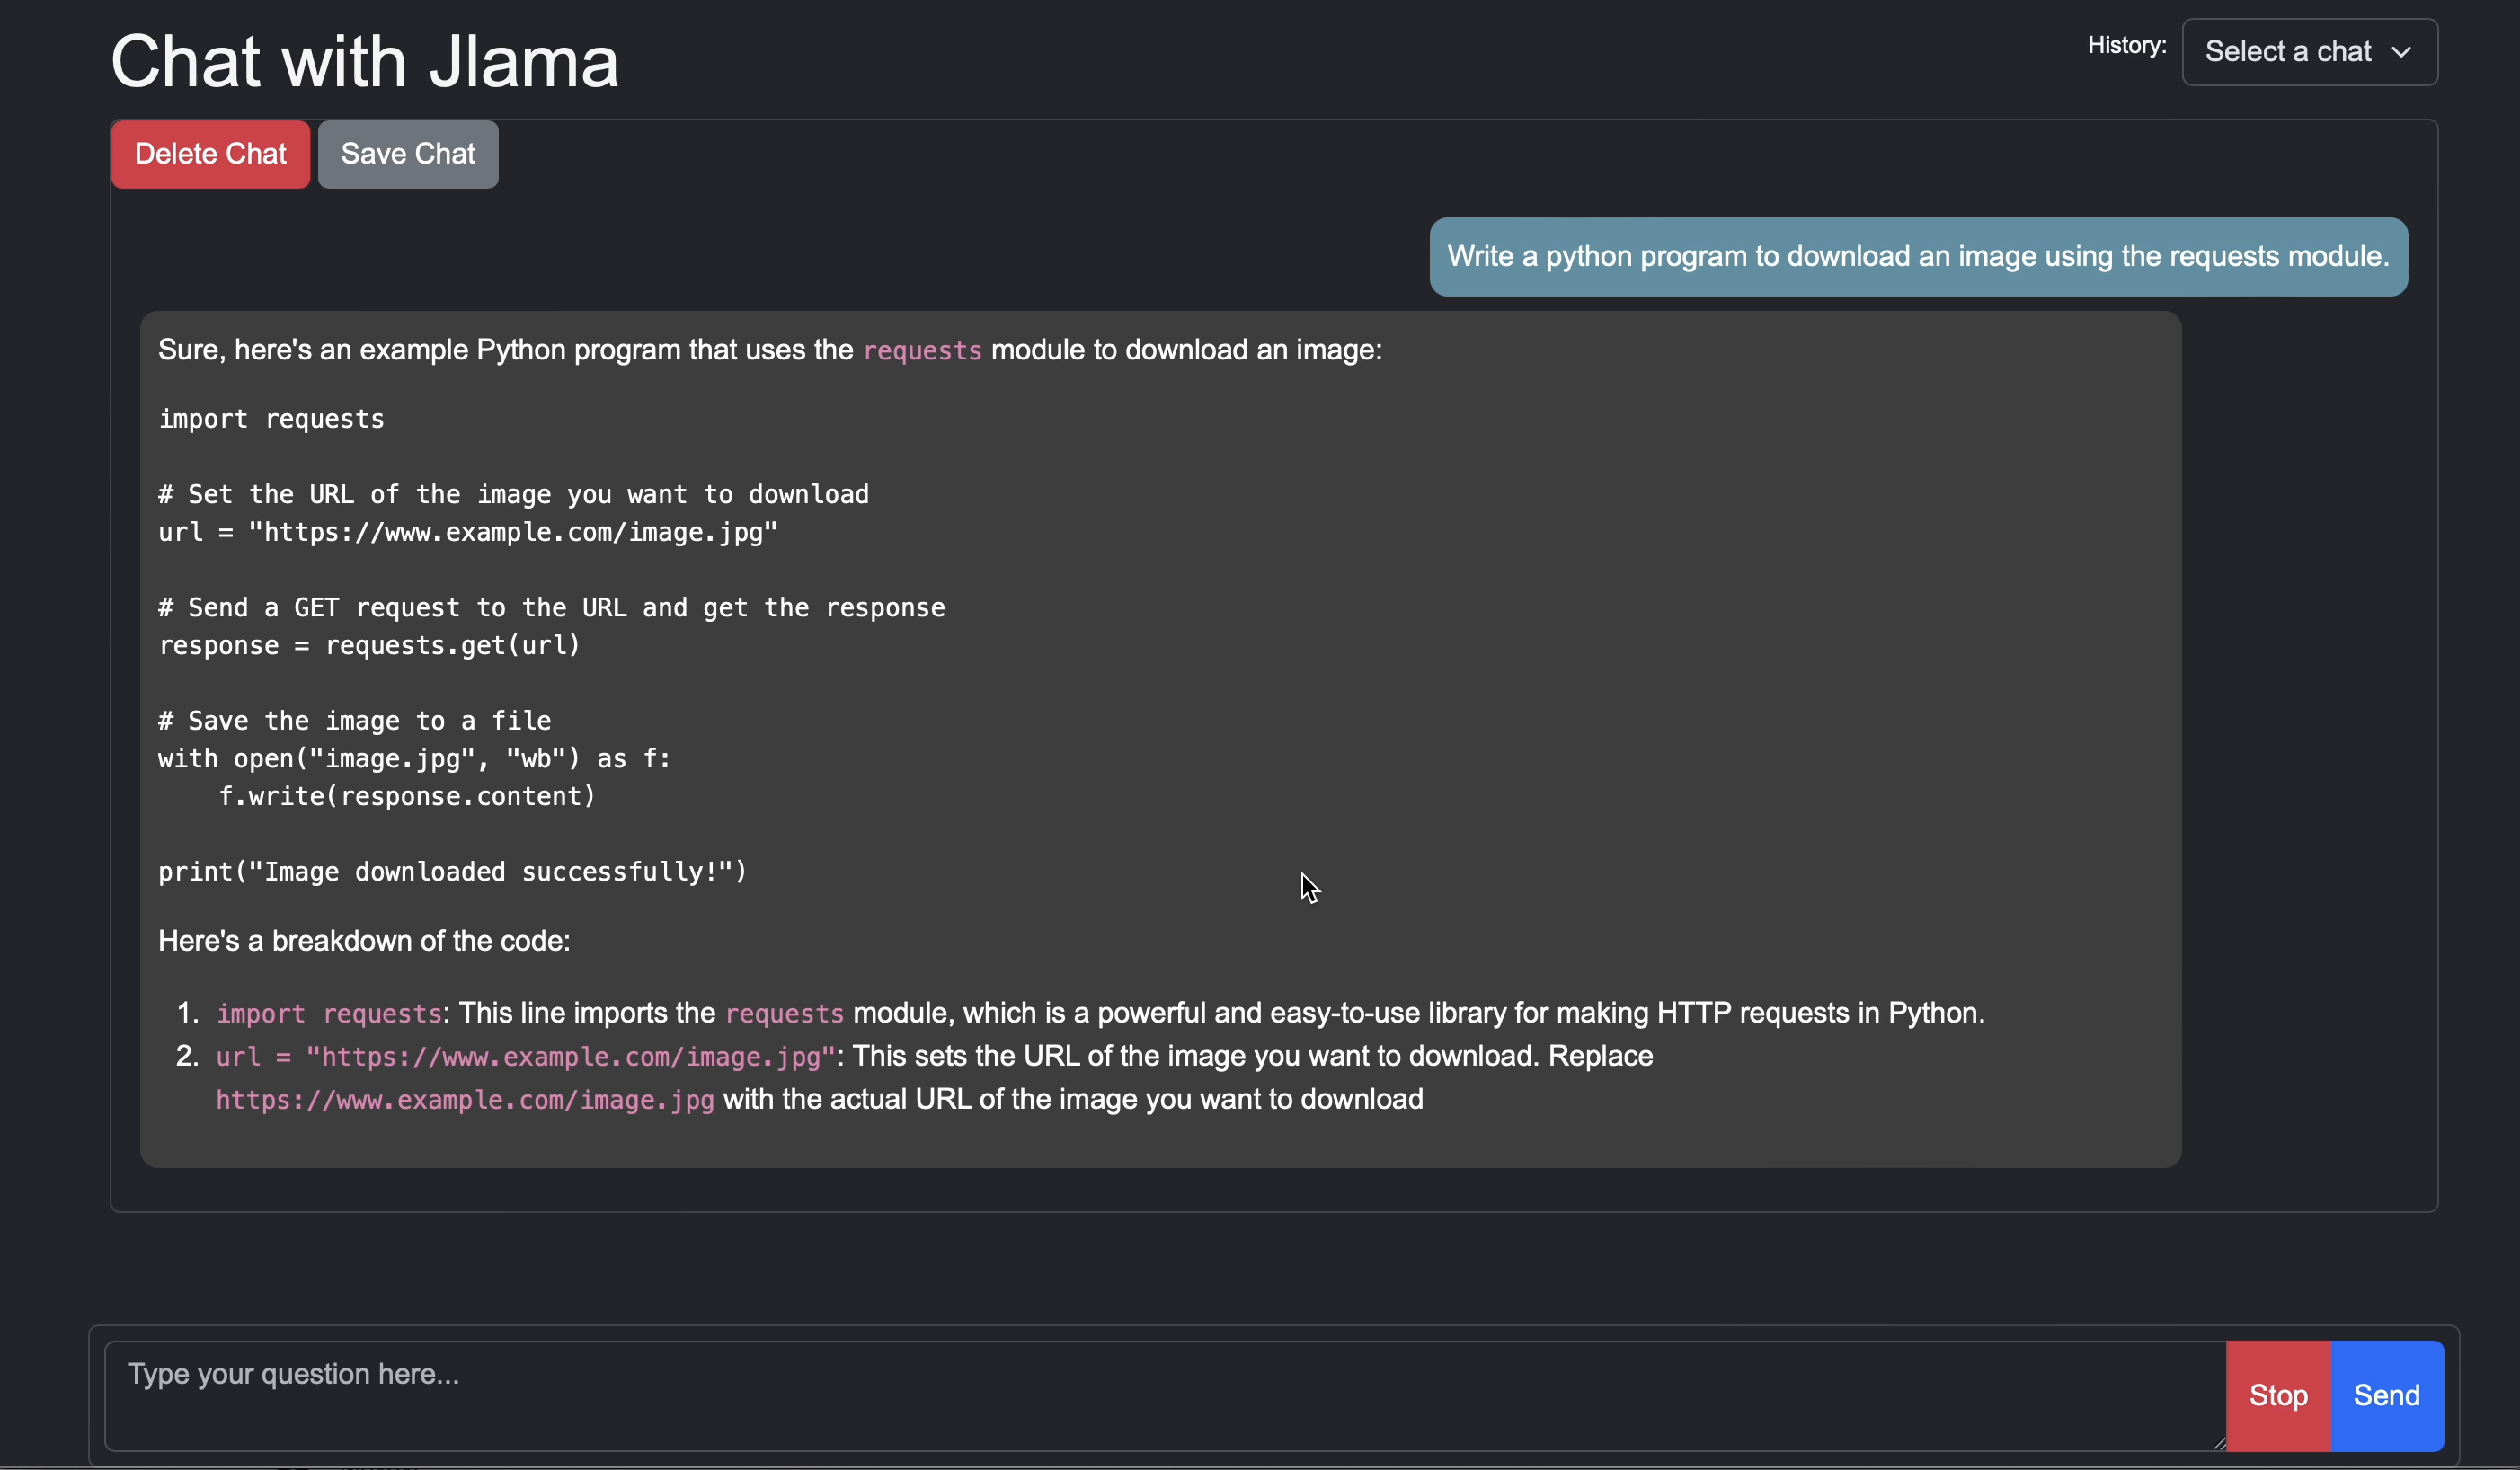 Chat with Jlama
History:
Select a chat
Delete Chat
Save Chat
Write a python program to download an image using the requests module.
Sure, here's an example Python program that uses the requests module to download an image:
import requests
# Set the URL of the image you want to download
url = "https://www.example.com/image.jpg"
# Send a GET request to the URL and get the response
response = requests.get(url)
# Save the image to a file
with open("image.jpg", "wb") as f:
    f.write(response.content)
print("Image downloaded successfully!")
Here's a breakdown of the code:
1. import requests: This line imports the requests module, which is a powerful and easy-to-use library for making HTTP requests in Python.
2. url = "https://www.example.com/image.jpg": This sets the URL of the image you want to download. Replace
https://www.example.com/image.jpg with the actual URL of the image you want to download
Type your question here...
Stop
Send